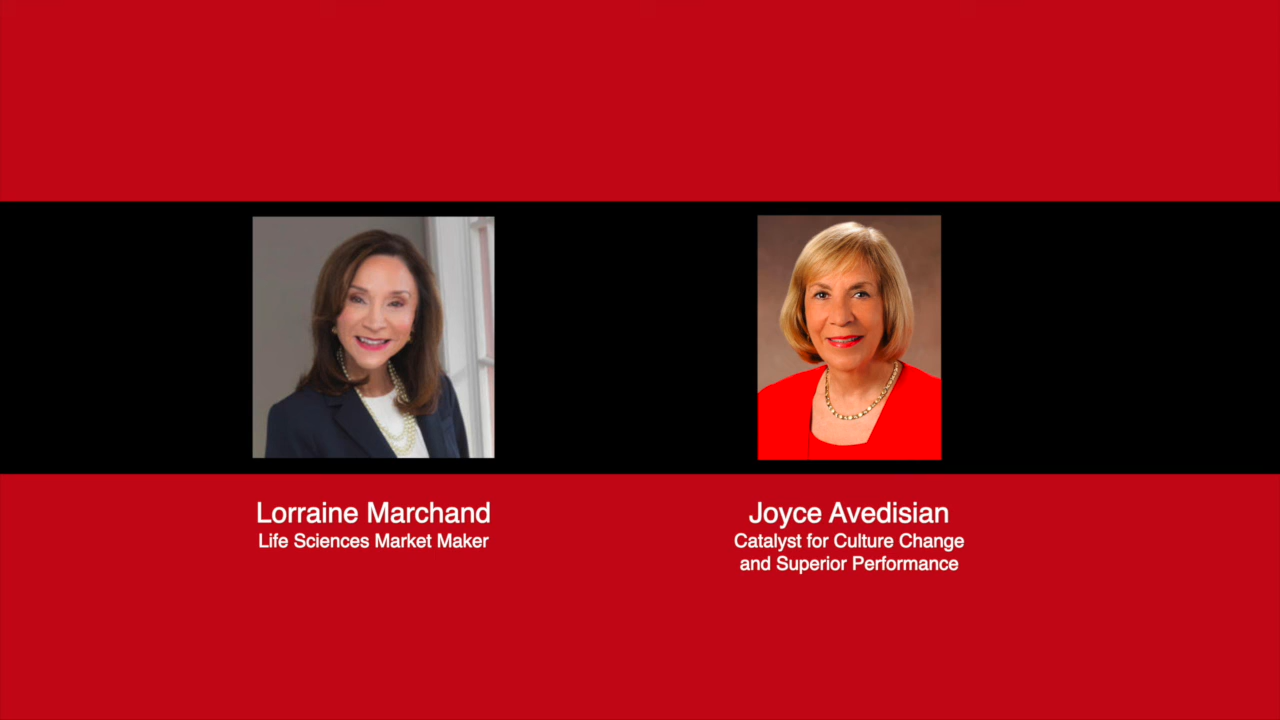 Lorraine Marchand
Life Sciences Market Maker
Joyce Avedisian
Catalyst for Culture Change
and Superior Performance